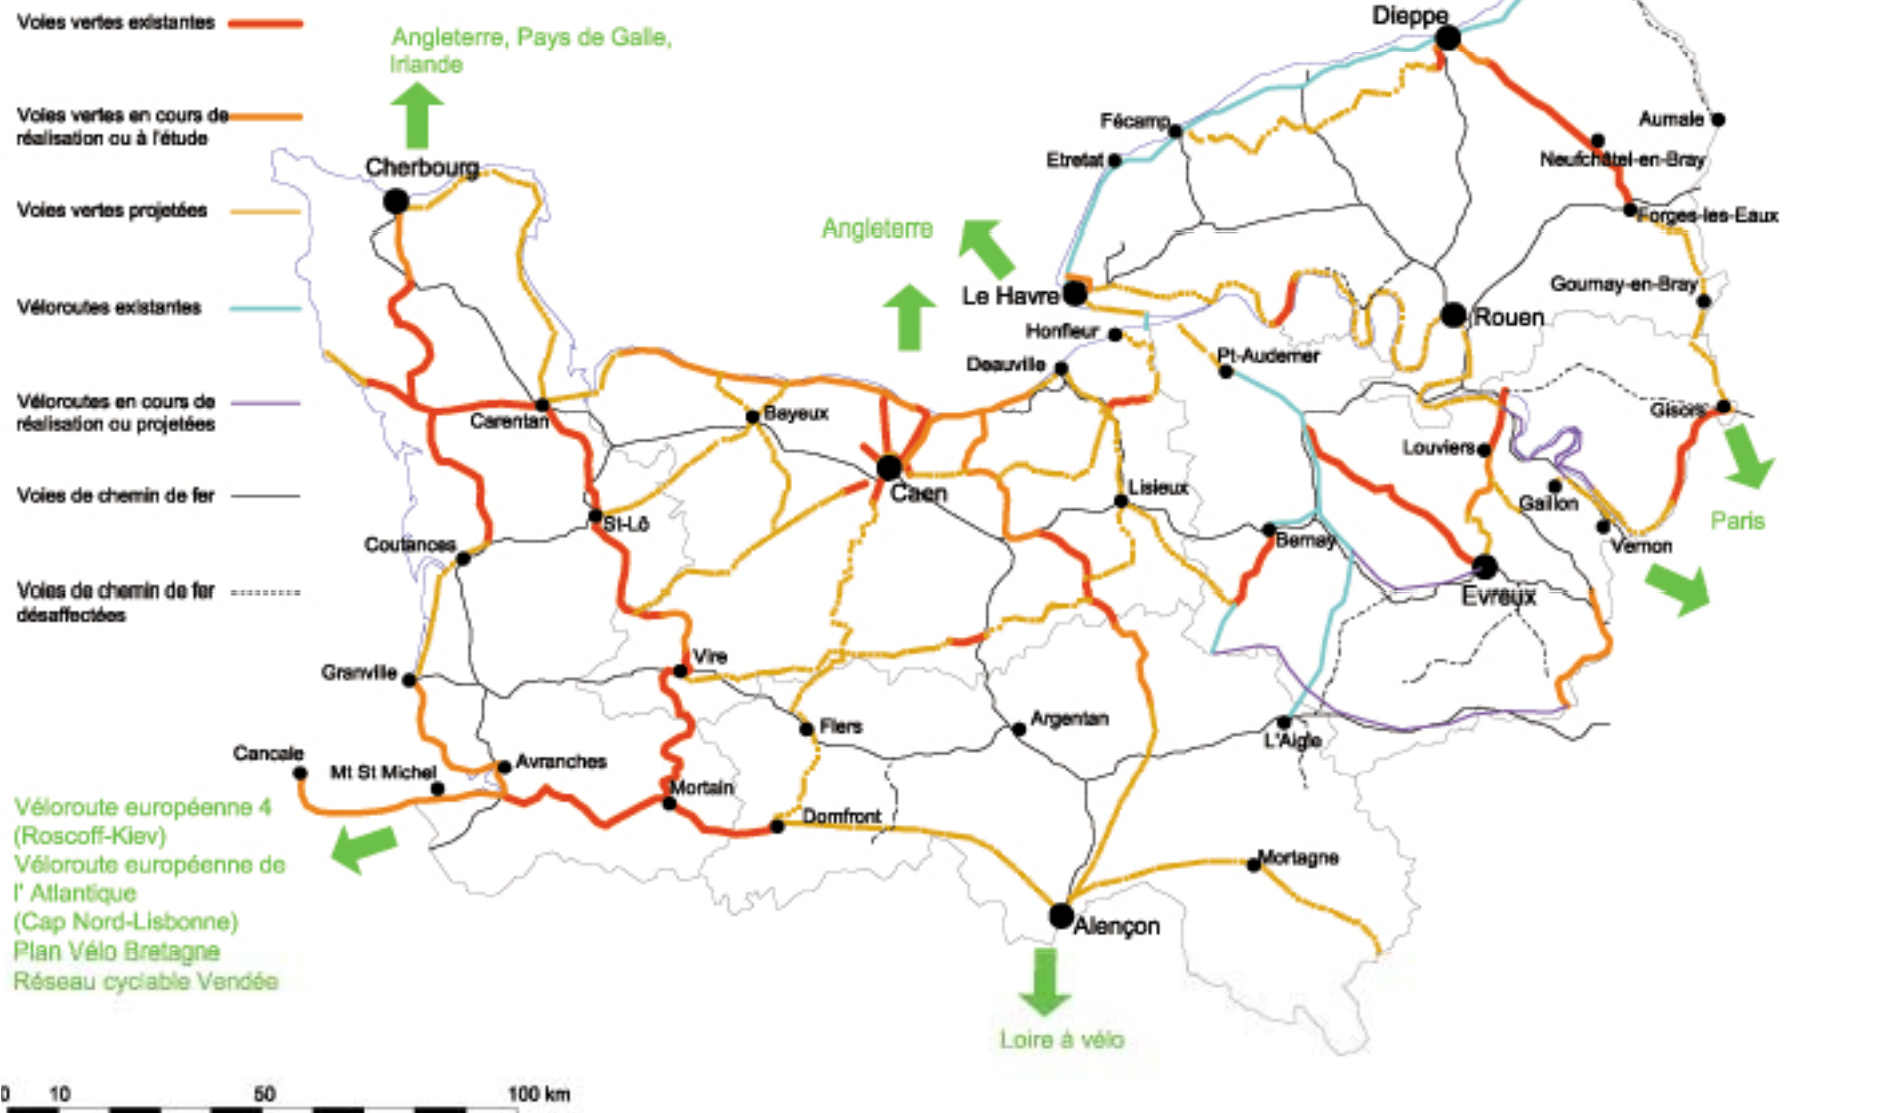 Voies vertes existantes
Voies vertes en cours de
réalisation ou à l'étude
Voies vertes projetées
Véloroutes existantes
Véloroutes en cours de
réalisation ou projetées
Voies de chemin de fer
Voies de chemin de fer
désaffectées
Angleterre, Pays de Galle,
Irlande
Cherbourg
Dieppe
Fécamp
Etretat
Aumale
Neufchâtel-en-Bray
Forges-les-Eaux
Angleterre
Le Havre
Honfleur
Deauville
Gournay-en-Bray
Rouen
Pt-Audemer
Carentan
Bayeux
Gisors
Louviers
Caen
Lisieux
Gaillon
Paris
St-Lô
Coutances
Bernay
Vernon
Evreux
Granville
Vire
Flers
Argentan
L'Aigle
Cancale
Mt St Michel
Avranches
Mortain
Domfront
Mortagne
Alençon
Véloroute européenne 4
(Roscoff-Kiev)
Véloroute européenne de
l' Atlantique
(Cap Nord-Lisbonne)
Plan Vélo Bretagne
Réseau cyclable Vendée
Loire à vélo
0 10 50 100 km